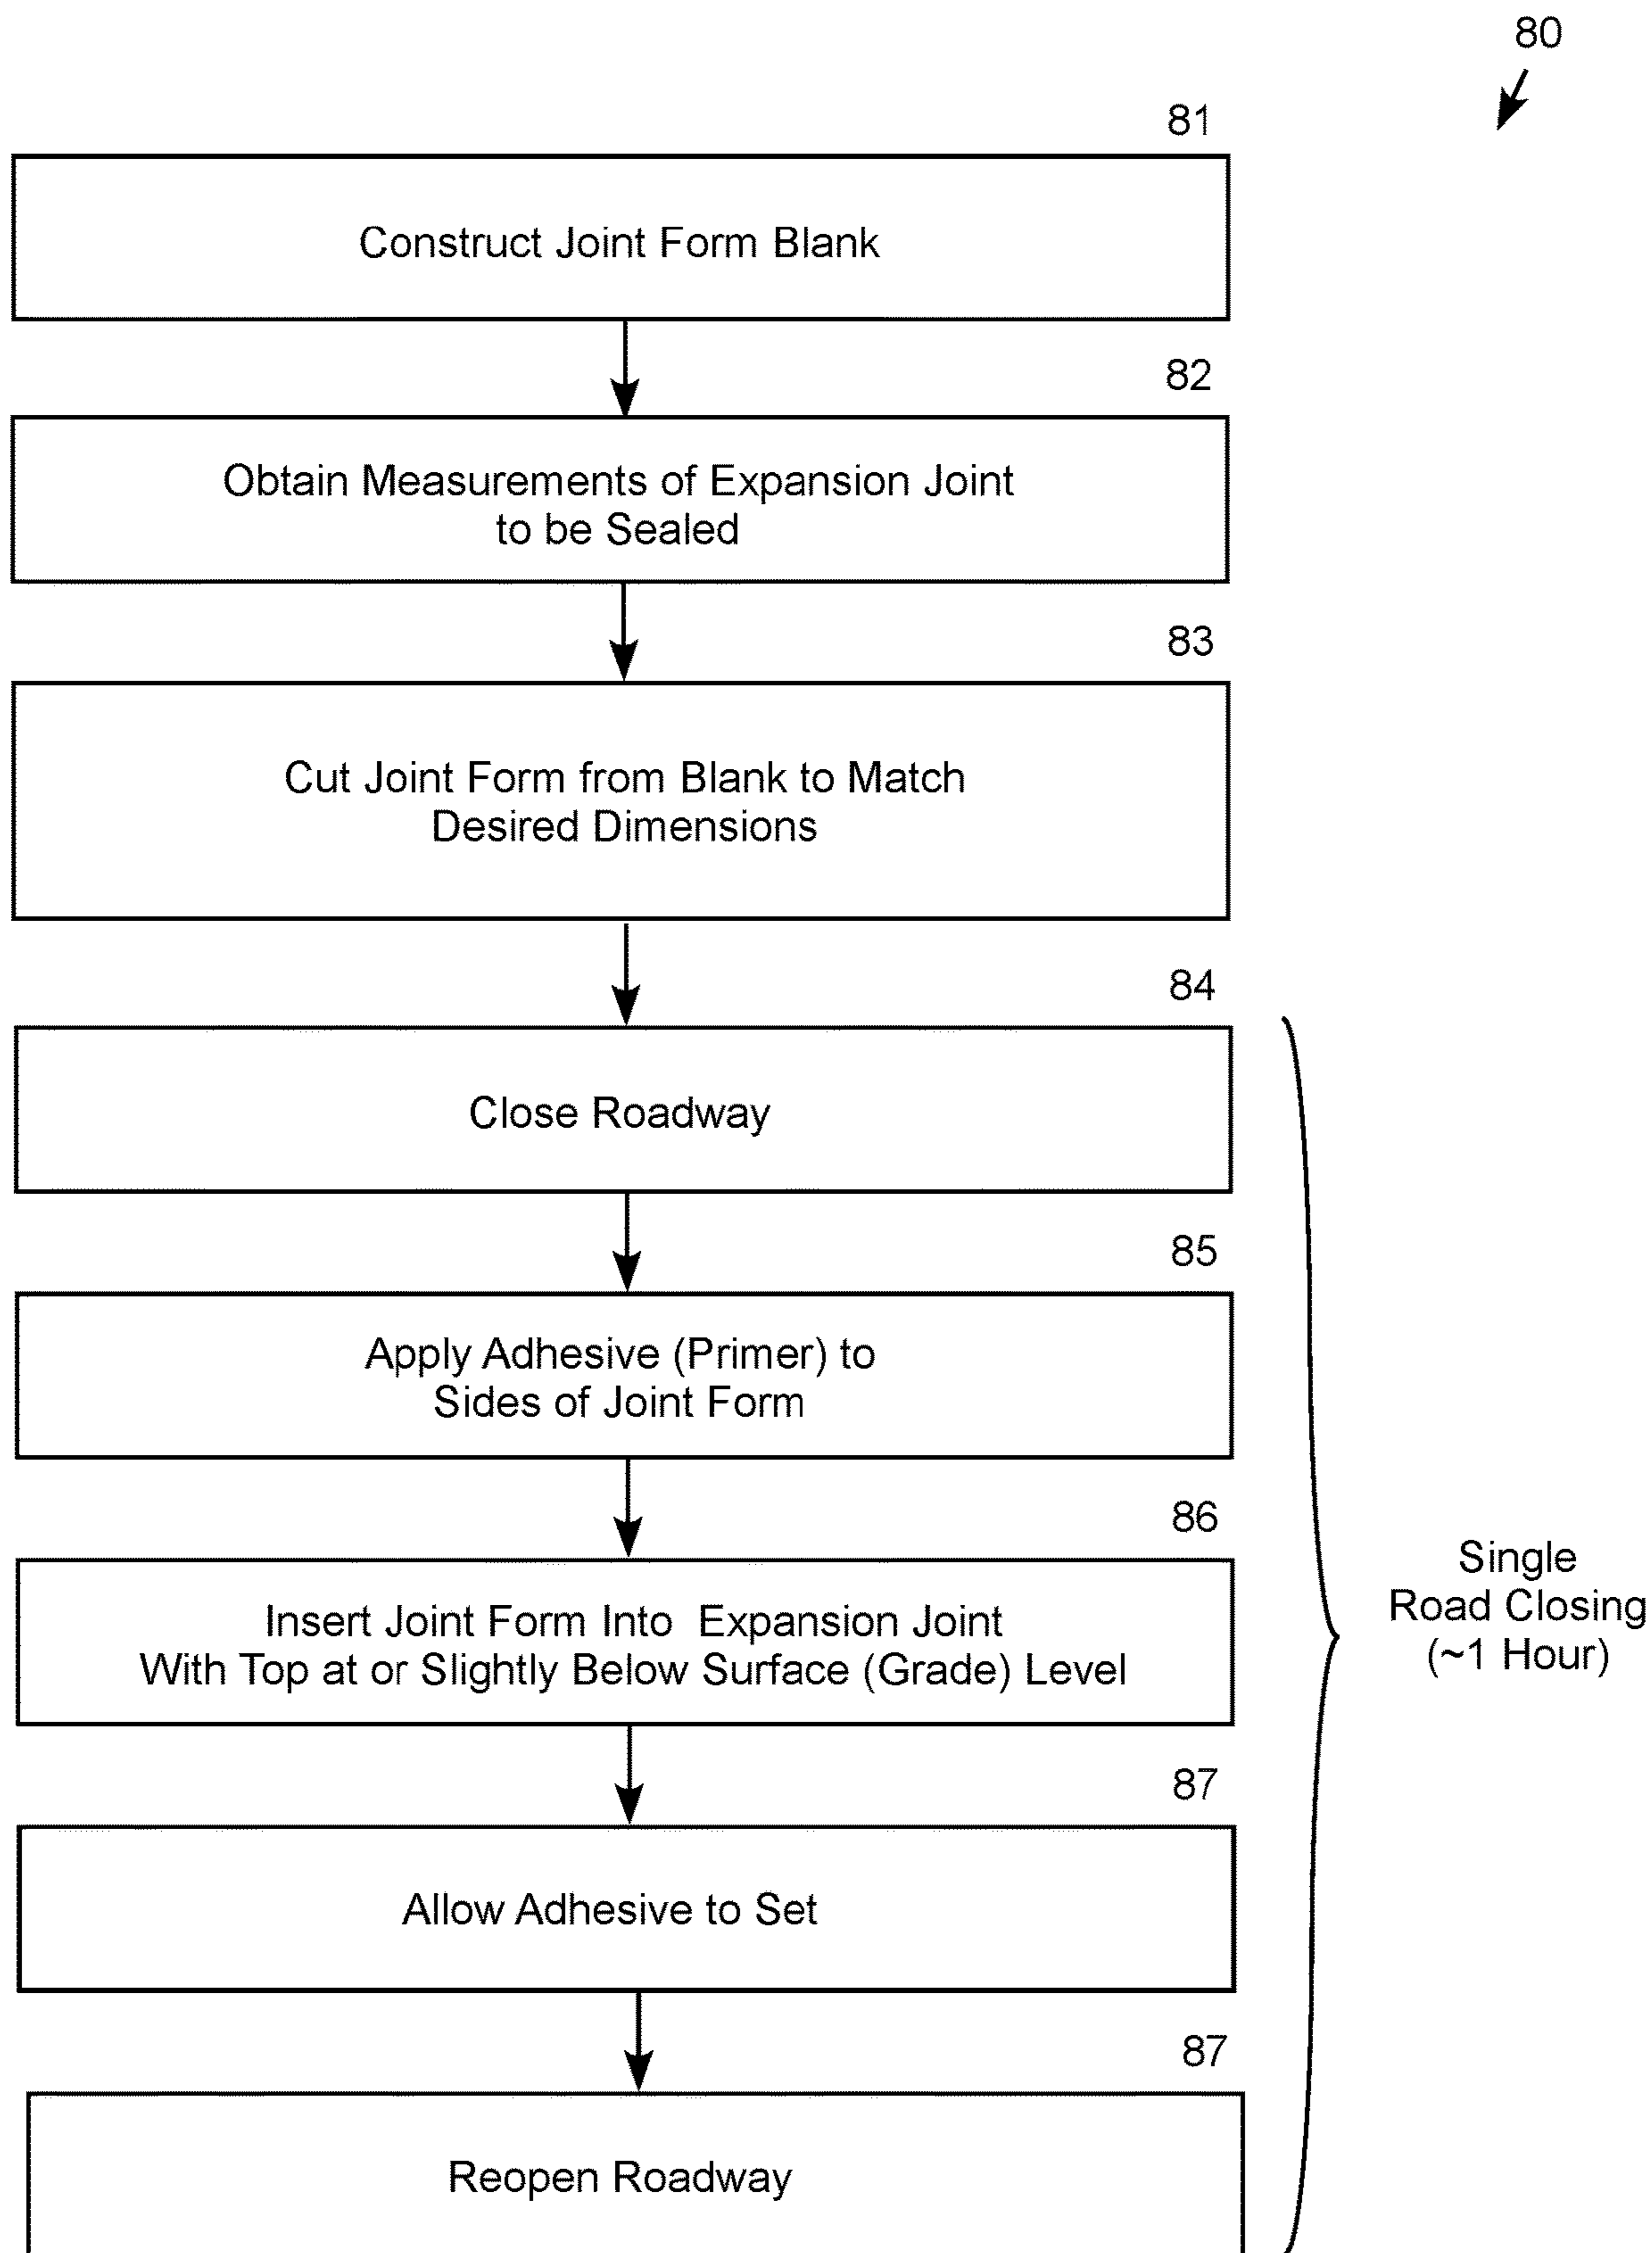 80
81
Construct Joint Form Blank
82
Obtain Measurements of Expansion Joint
to be Sealed
83
Cut Joint Form from Blank to Match
Desired Dimensions
84
Close Roadway
85
Apply Adhesive (Primer) to
Sides of Joint Form
86
Insert Joint Form Into Expansion Joint
With Top at or Slightly Below Surface (Grade) Level
Single
Road Closing
(~1 Hour)
87
Allow Adhesive to Set
87
Reopen Roadway